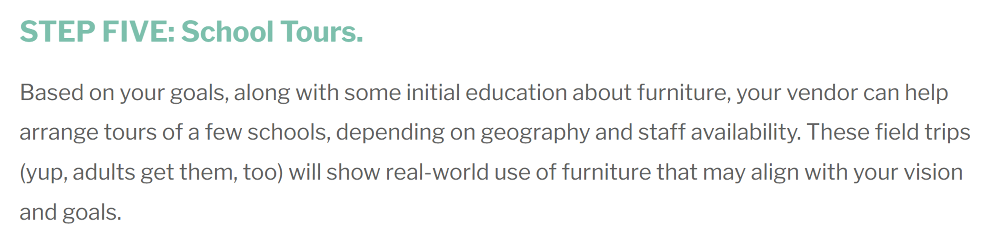 STEP FIVE: School Tours.
Based on your goals, along with some initial education about furniture, your vendor can help
arrange tours of a few schools, depending on geography and staff availability. These field trips
(yup, adults get them, too) will show real-world use of furniture that may align with your vision
and goals.